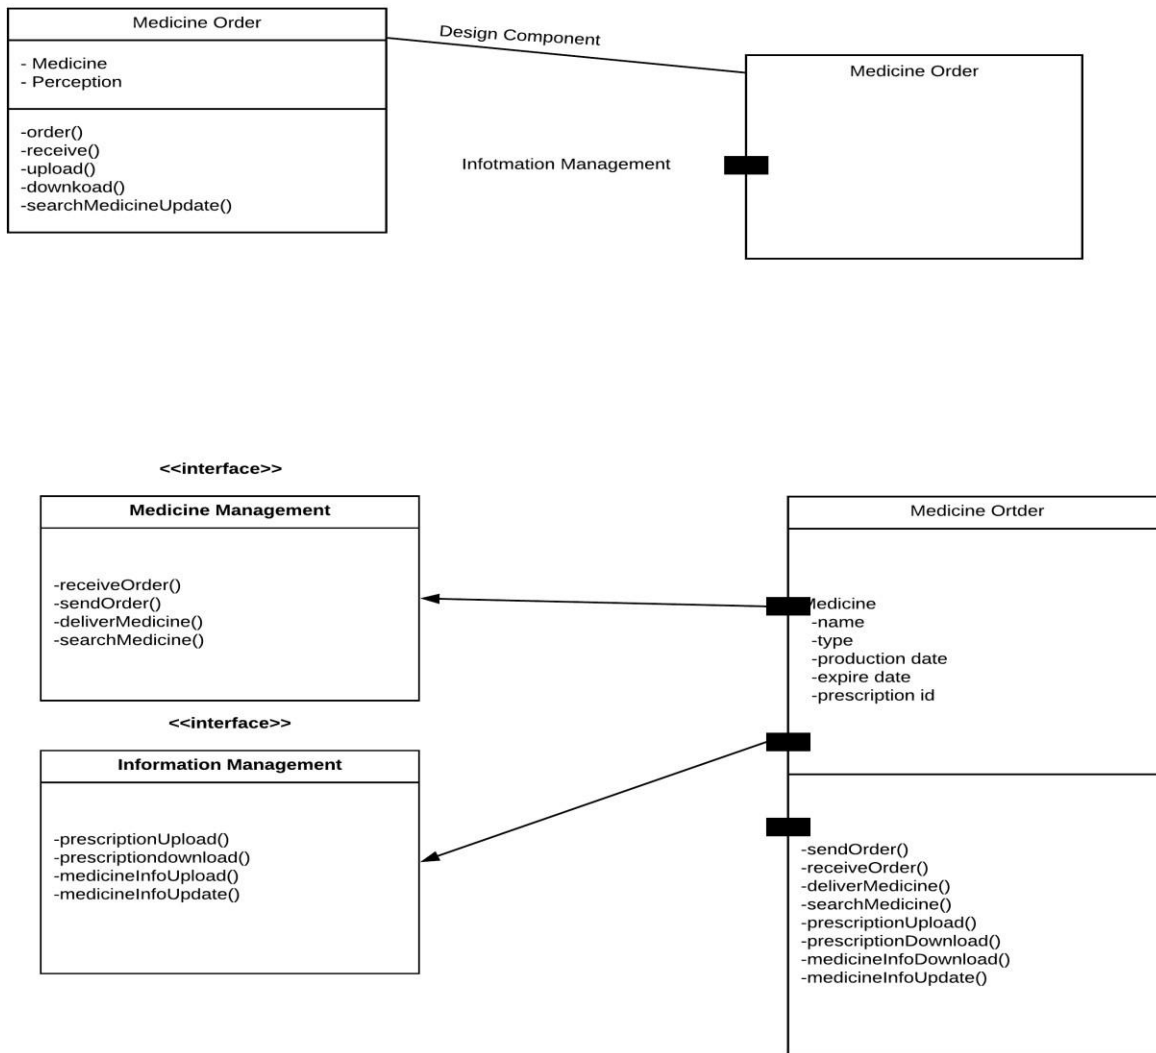 Medicine Order
- Medicine
- Perception
-order()
-receive()
-upload()
-downkoad()
-searchMedicineUpdate()
Design Component
Medicine Order
Infotmation Management
<<interface>>
Medicine Management
-receiveOrder()
-sendOrder()
-deliverMedicine()
-searchMedicine()
<<interface>>
Information Management
-prescriptionUpload()
-prescriptiondownload()
-medicineInfoUpload()
-medicineInfoUpdate()
Medicine Ortder
Medicine
-name
-type
-production date
-expire date
-prescription id
-sendOrder()
-receiveOrder()
-deliverMedicine()
-searchMedicine()
-prescriptionUpload()
-prescriptionDownload()
-medicineInfoDownload()
-medicineInfoUpdate()